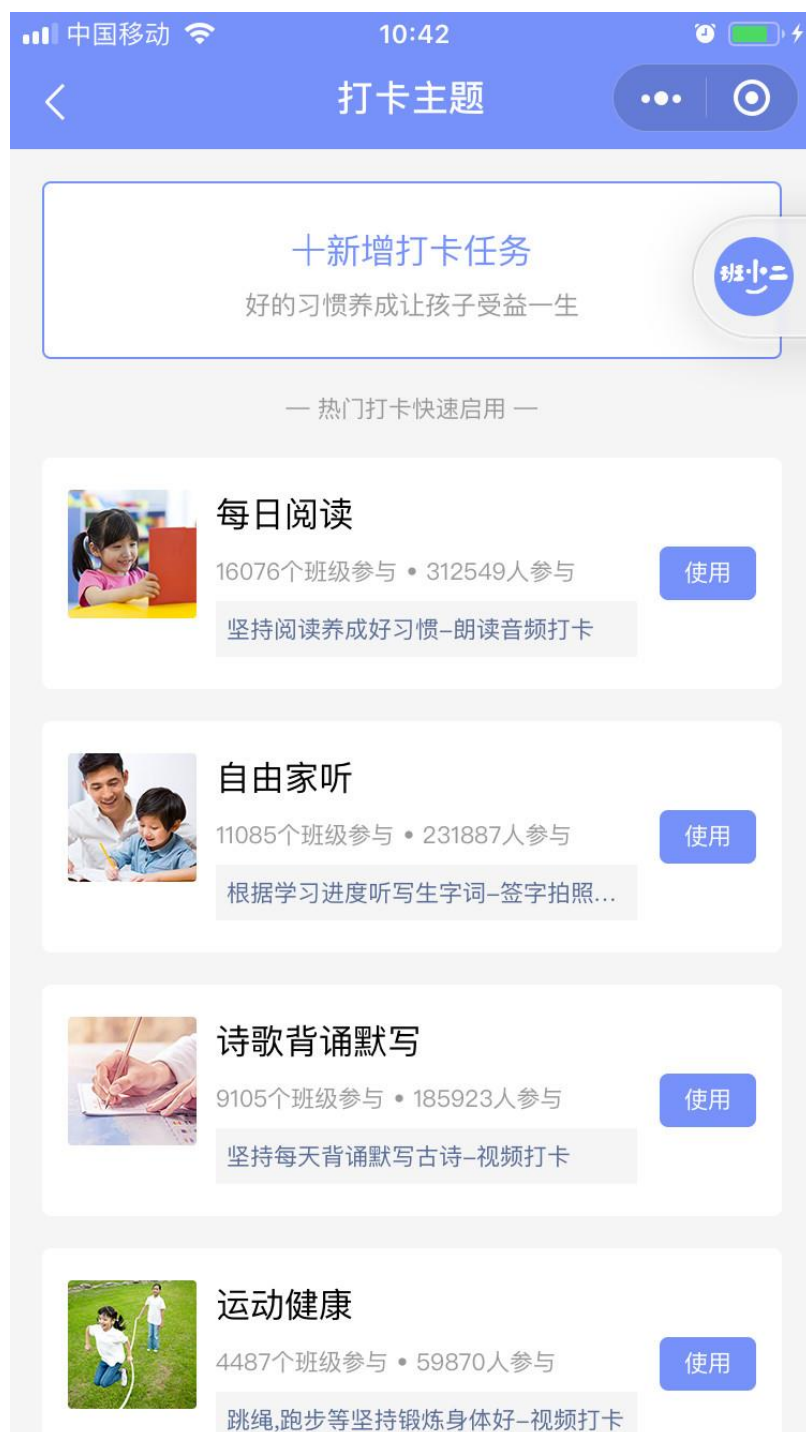 中国移动 10:42
打卡主题
十新增打卡任务
班小二
好的习惯养成让孩子受益一生
— 热门打卡快速启用 —
每日阅读
16076个班级参与 • 312549人参与
使用
坚持阅读养成好习惯–朗读音频打卡
自由家听
11085个班级参与 • 231887人参与
使用
根据学习进度听写生字词–签字拍照...
诗歌背诵默写
9105个班级参与 • 185923人参与
使用
坚持每天背诵默写古诗–视频打卡
运动健康
4487个班级参与 • 59870人参与
使用
跳绳,跑步等坚持锻炼身体好–视频打卡